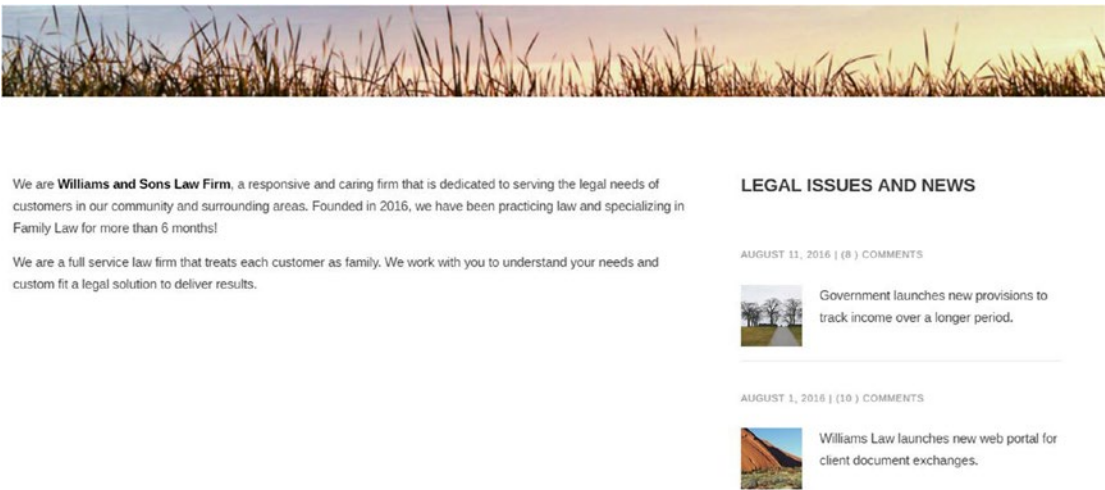 We are Williams and Sons Law Firm, a responsive and caring firm that is dedicated to serving the legal needs of
customers in our community and surrounding areas. Founded in 2016, we have been practicing law and specializing in
Family Law for more than 6 months!
We are a full service law firm that treats each customer as family. We work with you to understand your needs and
custom fit a legal solution to deliver results.
LEGAL ISSUES AND NEWS
AUGUST 11, 2016 | (8 ) COMMENTS
Government launches new provisions to
track income over a longer period.
AUGUST 1, 2016 | (10 ) COMMENTS
Williams Law launches new web portal for
client document exchanges.